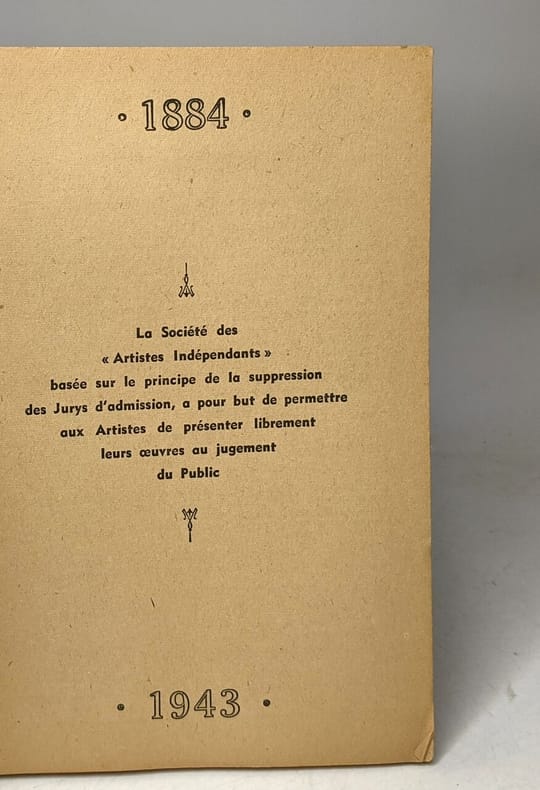 · 1884 ·
La Société des
« Artistes Indépendants »
basée sur le principe de la suppression
des Jurys d'admission, a pour but de permettre
aux Artistes de présenter librement
leurs œuvres au jugement
du Public
· 1943 ·